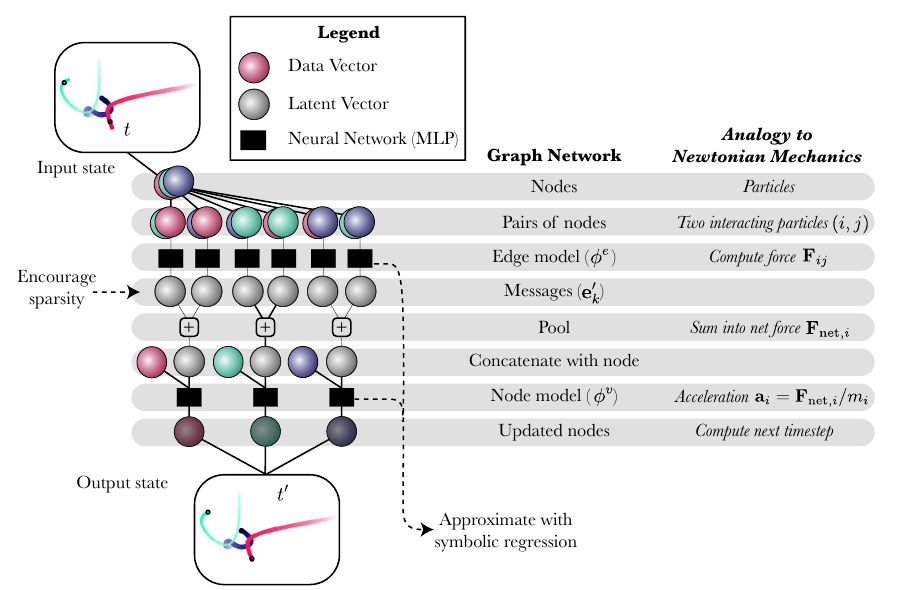 Legend
Data Vector
Latent Vector
Neural Network (MLP)
t
Input state
Graph Network
Analogy to
Newtonian Mechanics
Nodes
Particles
Pairs of nodes
Two interacting particles (i, j)
Edge model (ϕᵉ)
Compute force F_ij
Encourage
sparsity
Messages (e′_k)
+ + +
Pool
Sum into net force F_net,i
Concatenate with node
Node model (ϕᵛ)
Acceleration a_i = F_net,i/m_i
Updated nodes
Compute next timestep
Output state
t′
Approximate with
symbolic regression